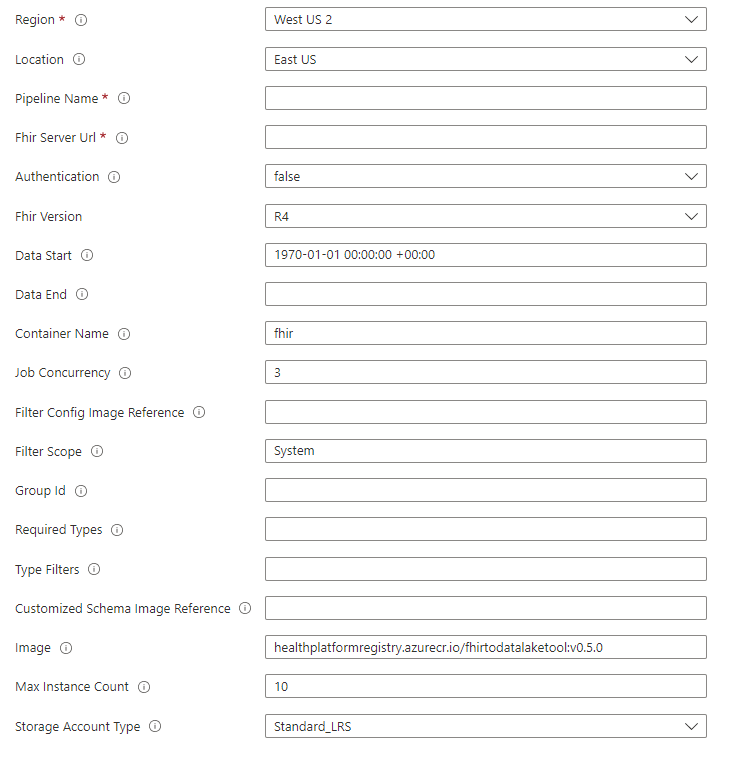 Region * West US 2
Location East US
Pipeline Name *
Fhir Server Url *
Authentication false
Fhir Version R4
Data Start 1970-01-01 00:00:00 +00:00
Data End
Container Name fhir
Job Concurrency 3
Filter Config Image Reference
Filter Scope System
Group Id
Required Types
Type Filters
Customized Schema Image Reference
Image healthplatformregistry.azurecr.io/fhirtodatalaketool:v0.5.0
Max Instance Count 10
Storage Account Type Standard_LRS